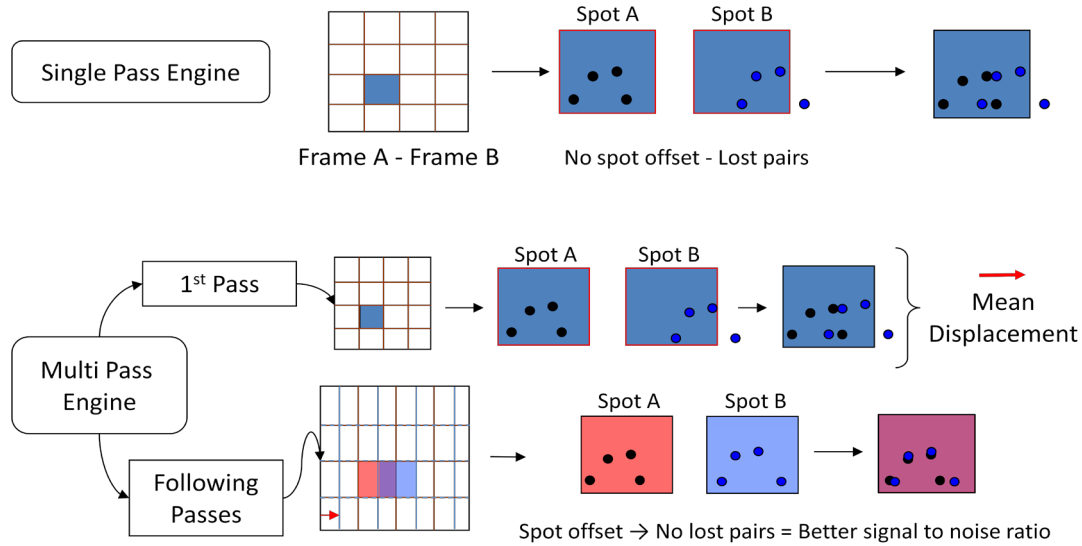 Spot A
Spot B
Single Pass Engine
Frame A - Frame B
No spot offset - Lost pairs
Spot A
Spot B
1st Pass
Mean
Displacement
Multi Pass
Engine
Spot A
Spot B
Following
Passes
Spot offset → No lost pairs = Better signal to noise ratio